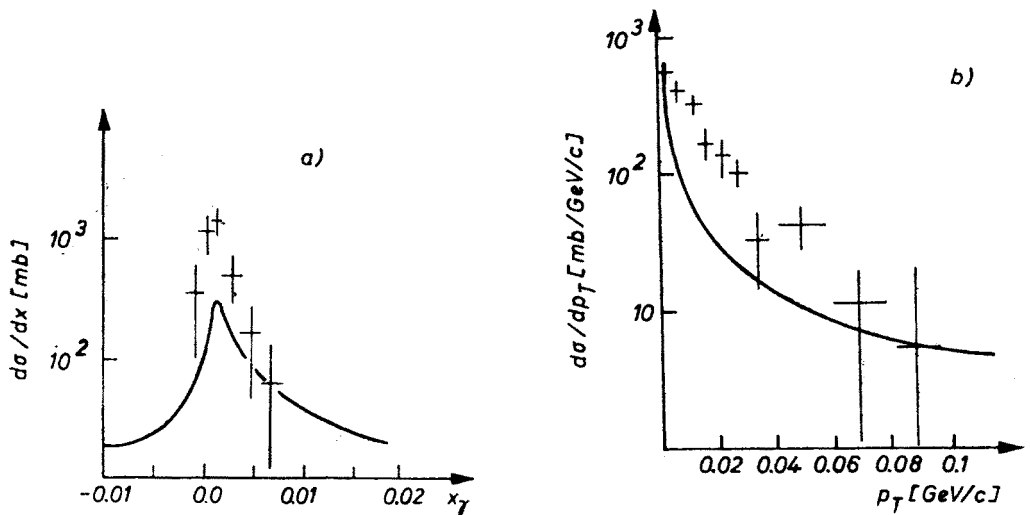 a)
10³
10²
dσ/dx [mb]
-0.01
0.0
0.01
0.02
x_γ
b)
10³
10²
10
dσ/dp_T [mb/GeV/c]
0.02
0.04
0.06
0.08
0.1
p_T [GeV/c]